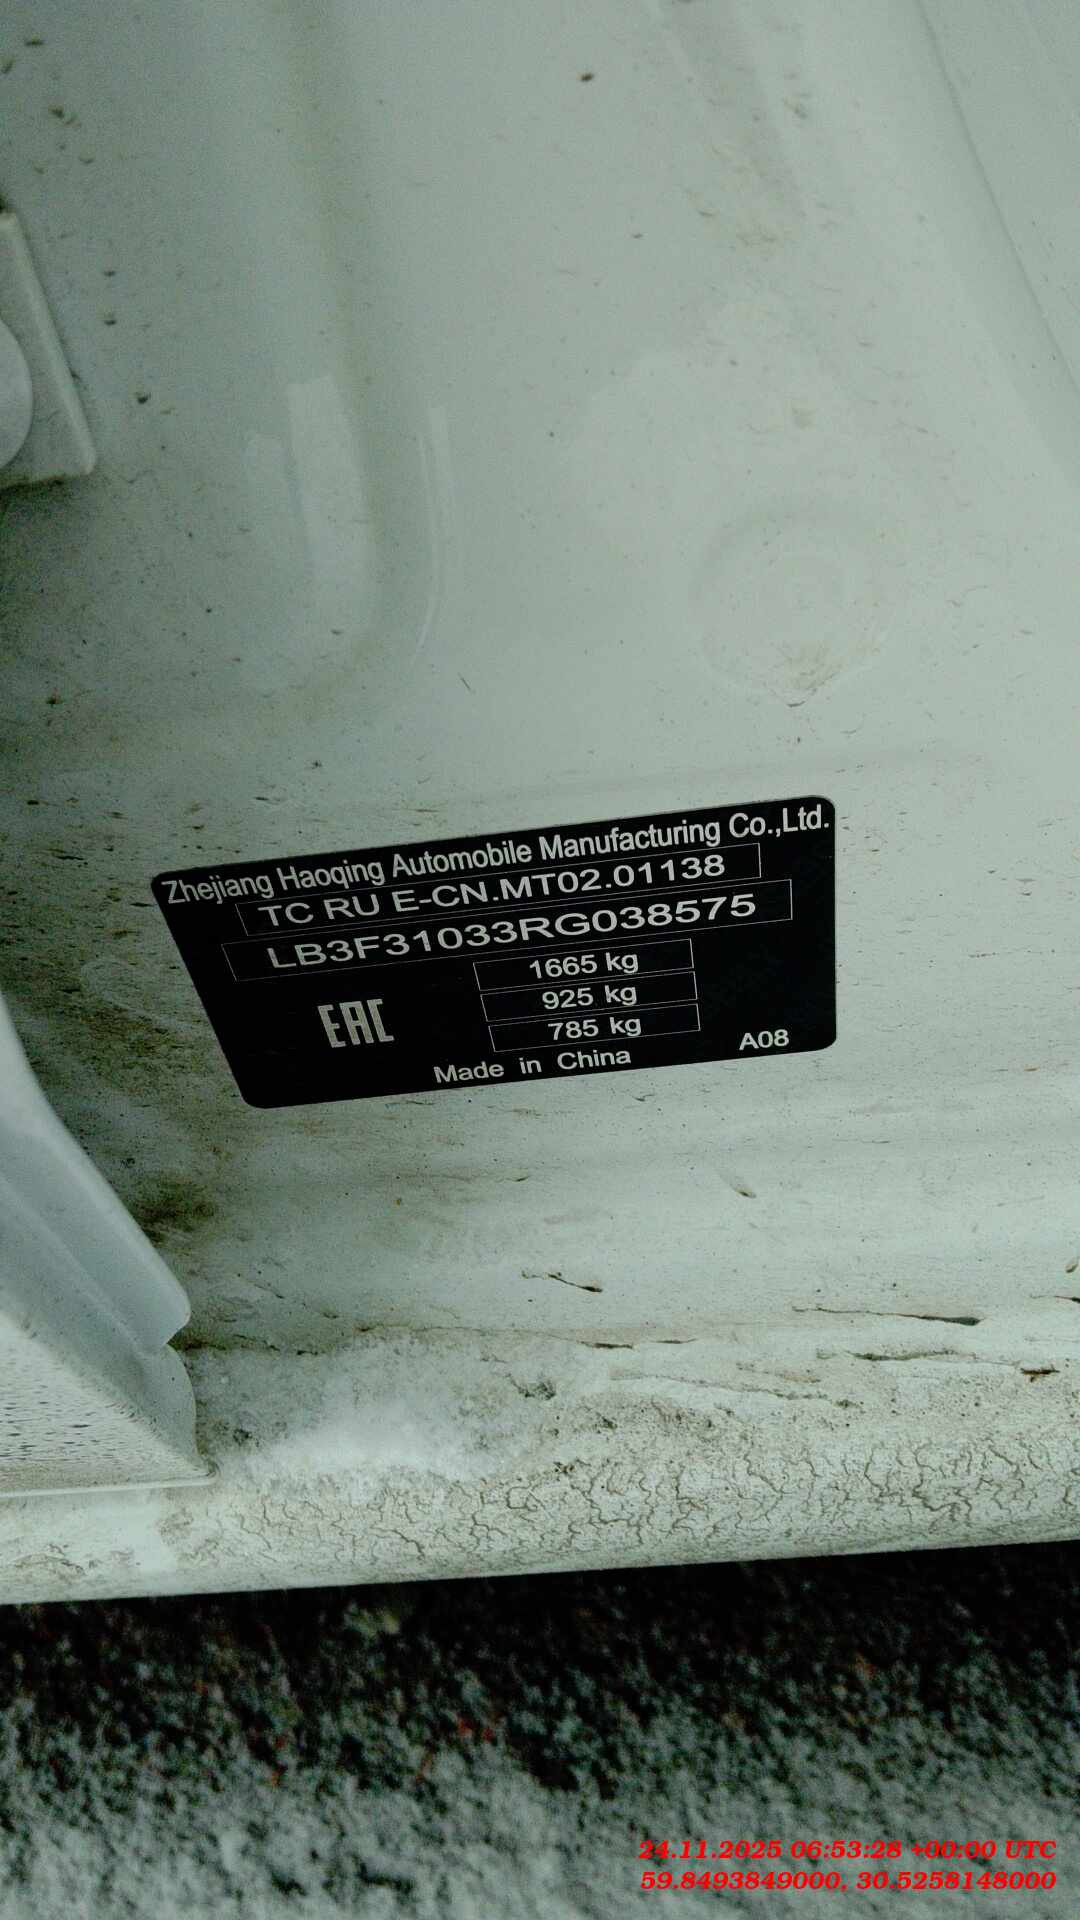 Zhejiang Haoqing Automobile Manufacturing Co.,Ltd.
TC RU E-CN.MT02.01138
LB3F31033RG038575
1665 kg
925 kg
785 kg
EAC
Made in China
A08
24.11.2025 06:53:28 +00:00 UTC
59.8493849000, 30.5258148000